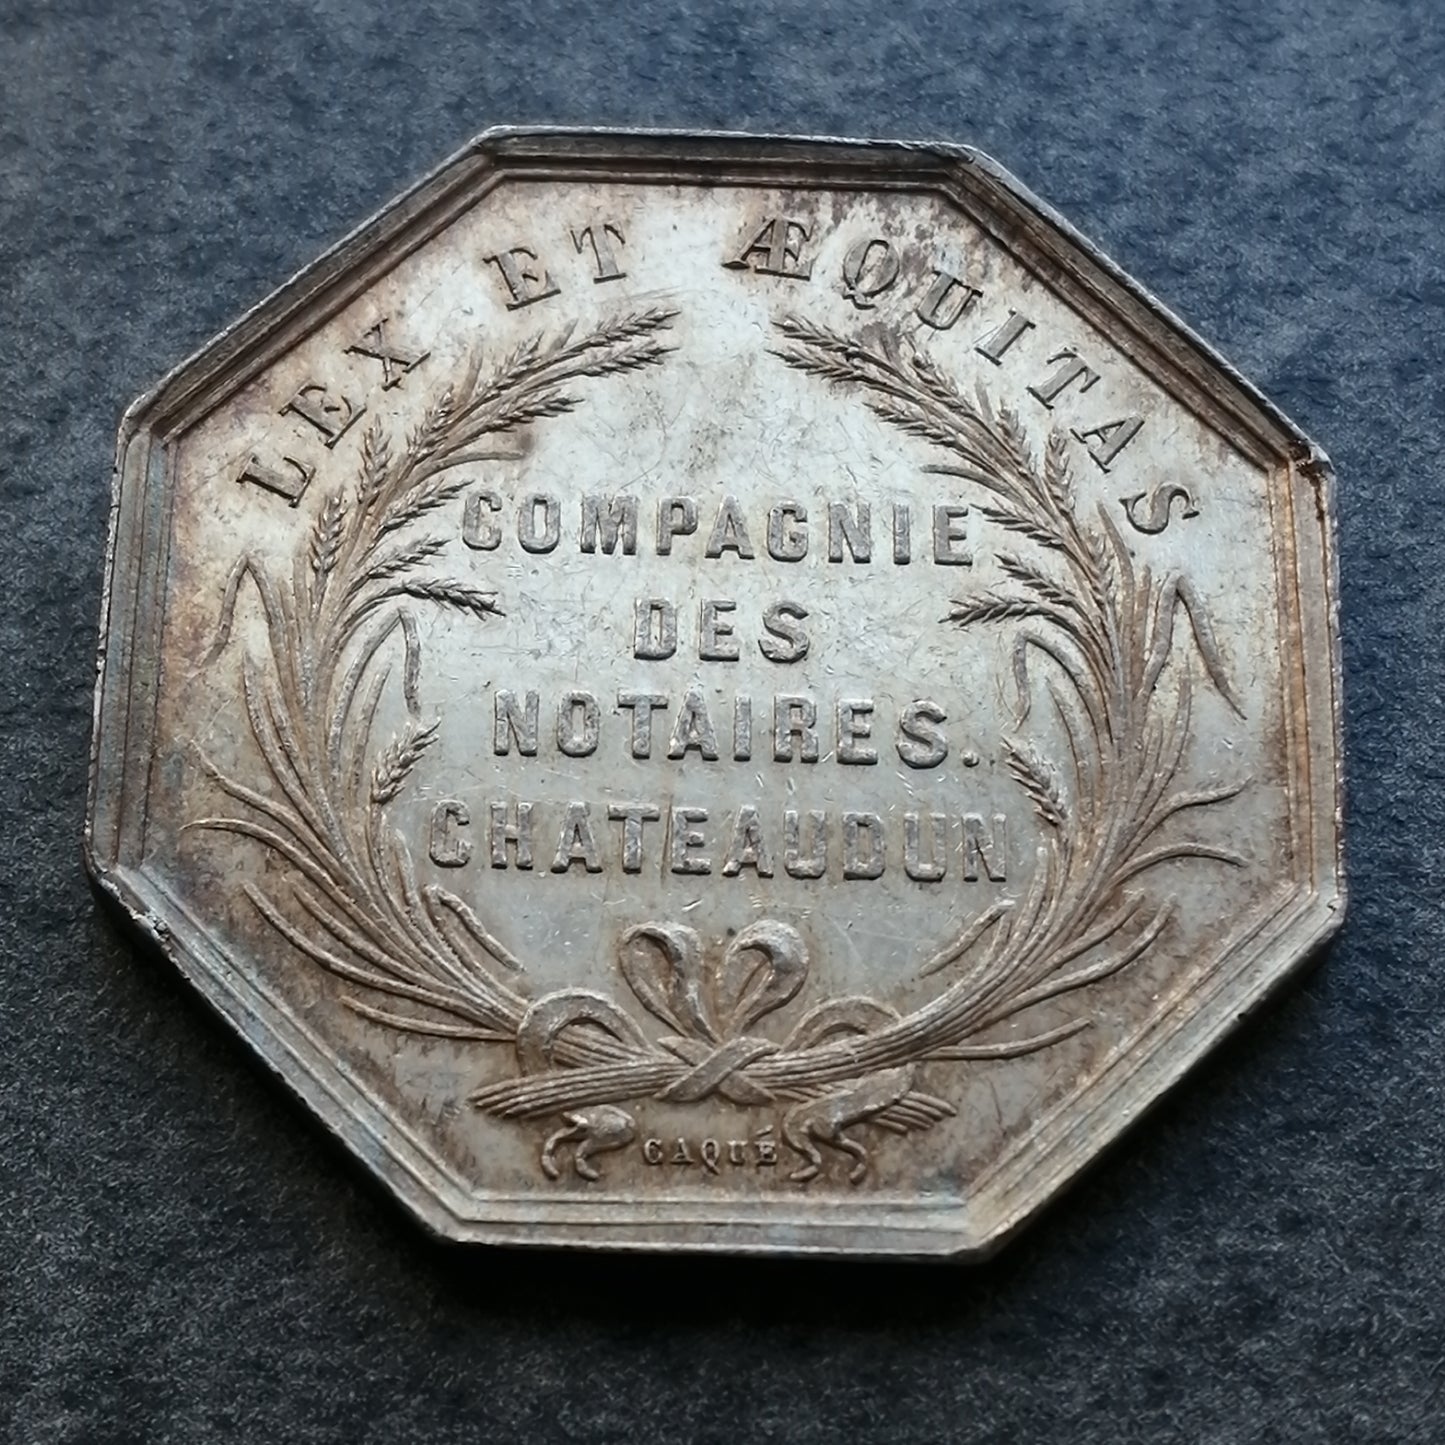 LEX ET ÆQUITAS
COMPAGNIE
DES
NOTAIRES.
CHATEAUDUN
CAQUÉ